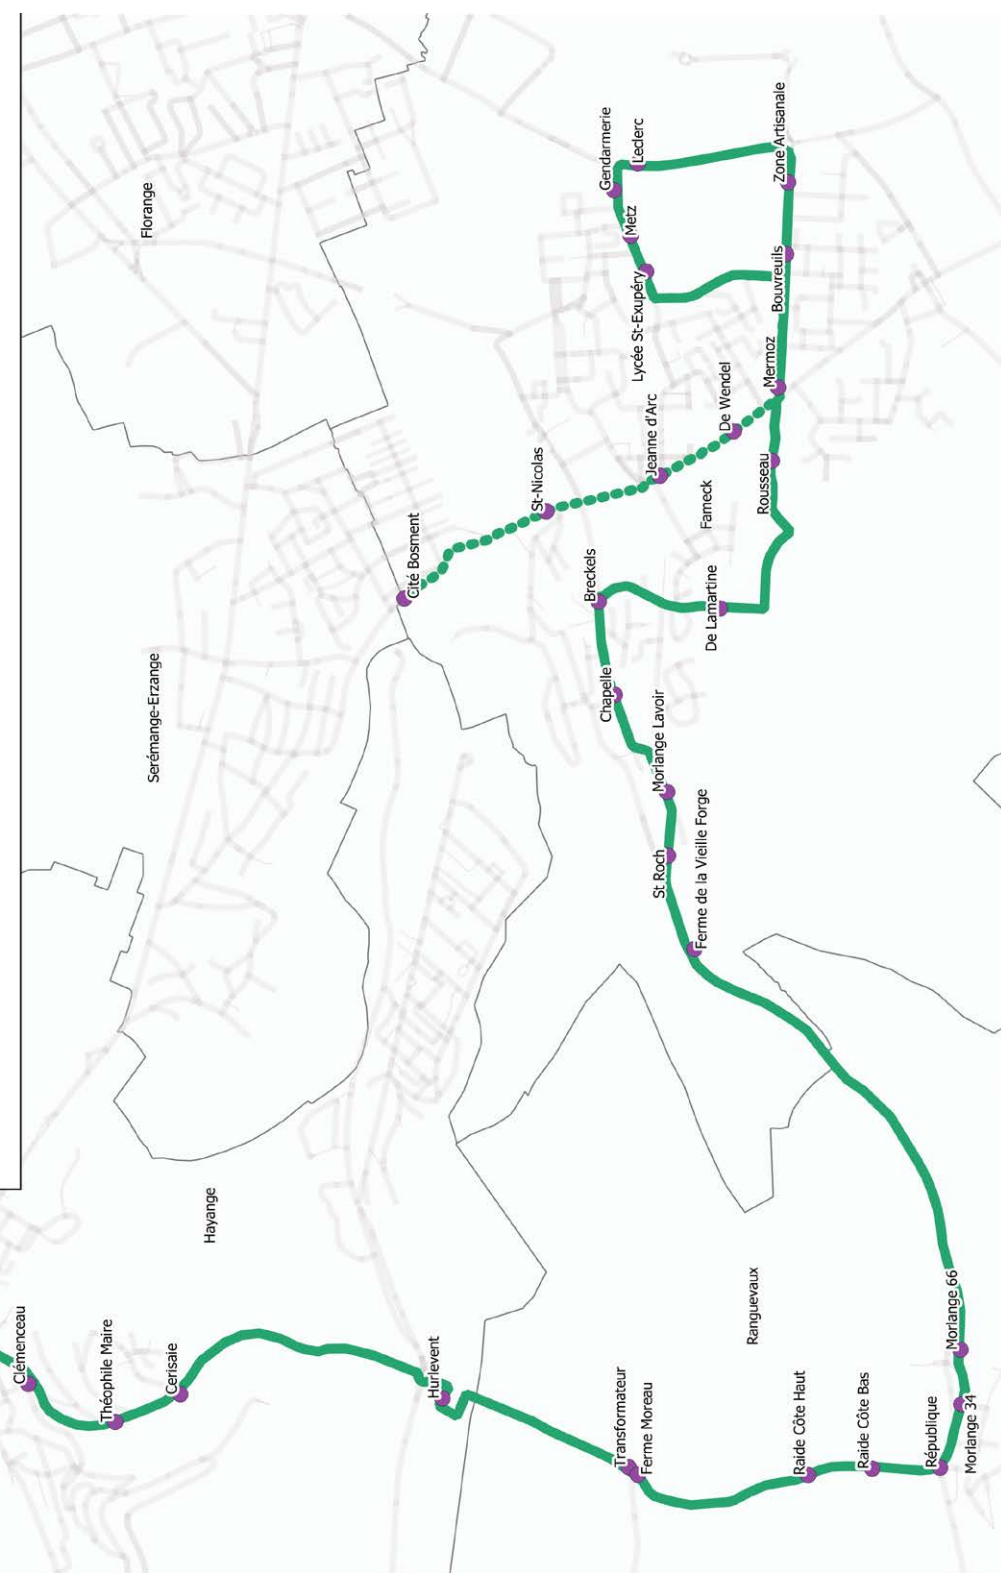 Clémenceau
Théophile Maire
Cerisaie
Hayange
Hurlevent
Transformateur
Ferme Moreau
Ranguevaux
Raide Côte Haut
Raide Côte Bas
République
Morlange 34
Morlange 66
Ferme de la Vieille Forge
St Roch
Morlange Lavoir
Chapelle
Breckels
De Lamartine
Fameck
Rousseau
Serémange-Erzange
Florange
Cité Bosment
St-Nicolas
Jeanne d'Arc
De Wendel
Mermoz
Bouvreuils
Zone Artisanale
Lycée St-Exupéry
Metz
Gendarmerie
Leclerc